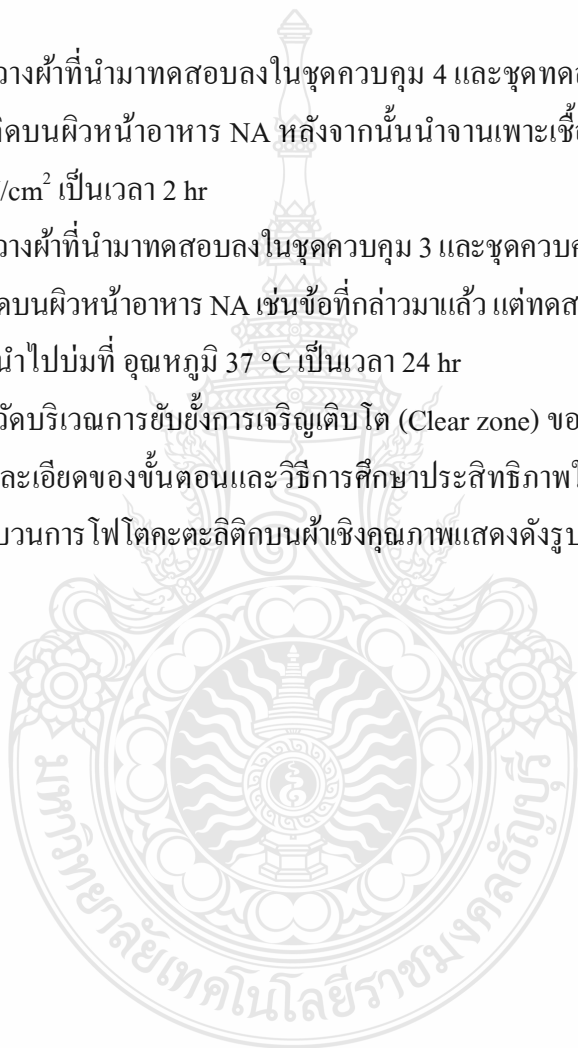 วางผ้าที่นำมาทดสอบลงในชุดควบคุม 4 และชุดทดส
ติดบนผิวหน้าอาหาร NA หลังจากนั้นนำจานเพาะเชื้อ
/cm² เป็นเวลา 2 hr
วางผ้าที่นำมาทดสอบลงในชุดควบคุม 3 และชุดควบค
ดบนผิวหน้าอาหาร NA เช่นข้อที่กล่าวมาแล้ว แต่ทดส
นำไปบ่มที่ อุณหภูมิ 37 °C เป็นเวลา 24 hr
วัดบริเวณการยับยั้งการเจริญเติบโต (Clear zone) ขอ
ละเอียดของขั้นตอนและวิธีการศึกษาประสิทธิภาพใ
บวนการโฟโตคะตะลิติกบนผ้าเชิงคุณภาพแสดงดังรูป
มหาวิทยาลัยเทคโนโลยีราชมงคลธัญบุรี